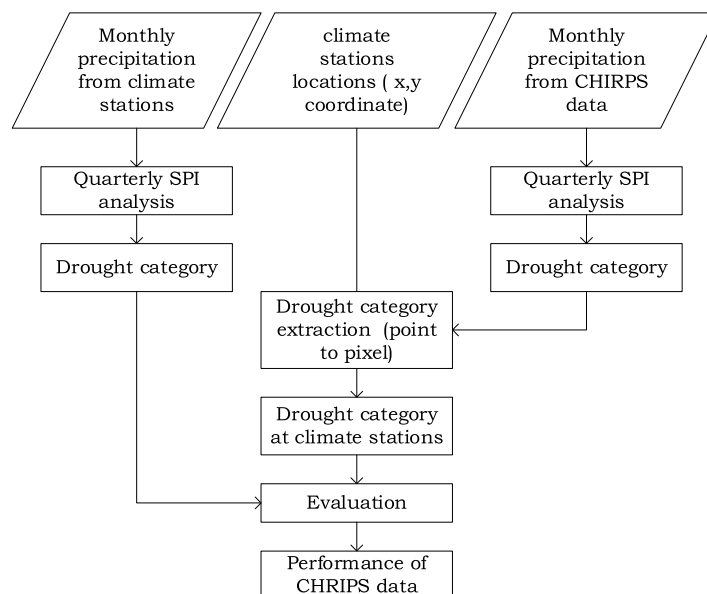 Monthly
precipitation
from climate
stations
climate
stations
locations ( x,y
coordinate)
Monthly
precipitation
from CHIRPS
data
Quarterly SPI
analysis
Quarterly SPI
analysis
Drought category
Drought category
Drought category
extraction (point
to pixel)
Drought category
at climate stations
Evaluation
Performance of
CHRIPS data